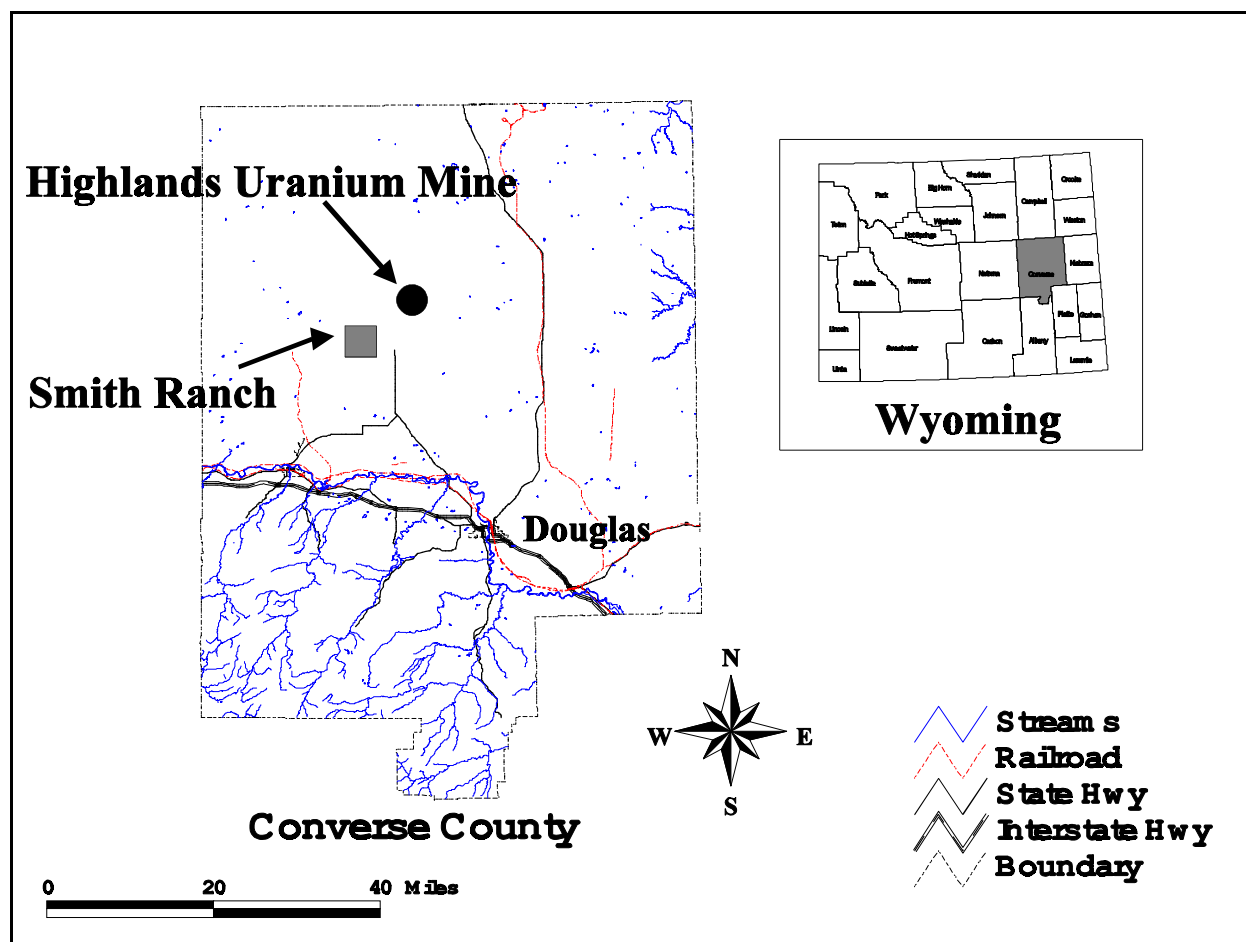 Highlands Uranium Mine
Smith Ranch
Douglas
Converse County
0 20 40 Miles
Park
Big Horn
Sheridan
Campbell
Crooke
Teton
Washakie
Johnson
Weston
Hot Springs
Fremont
Natrona
Converse
Niobrara
Sublette
Lincoln
Sweetwater
Carbon
Albany
Platte
Goshen
Uinta
Laramie
Wyoming
N
W E
S
Streams
Railroad
State Hwy
Interstate Hwy
Boundary